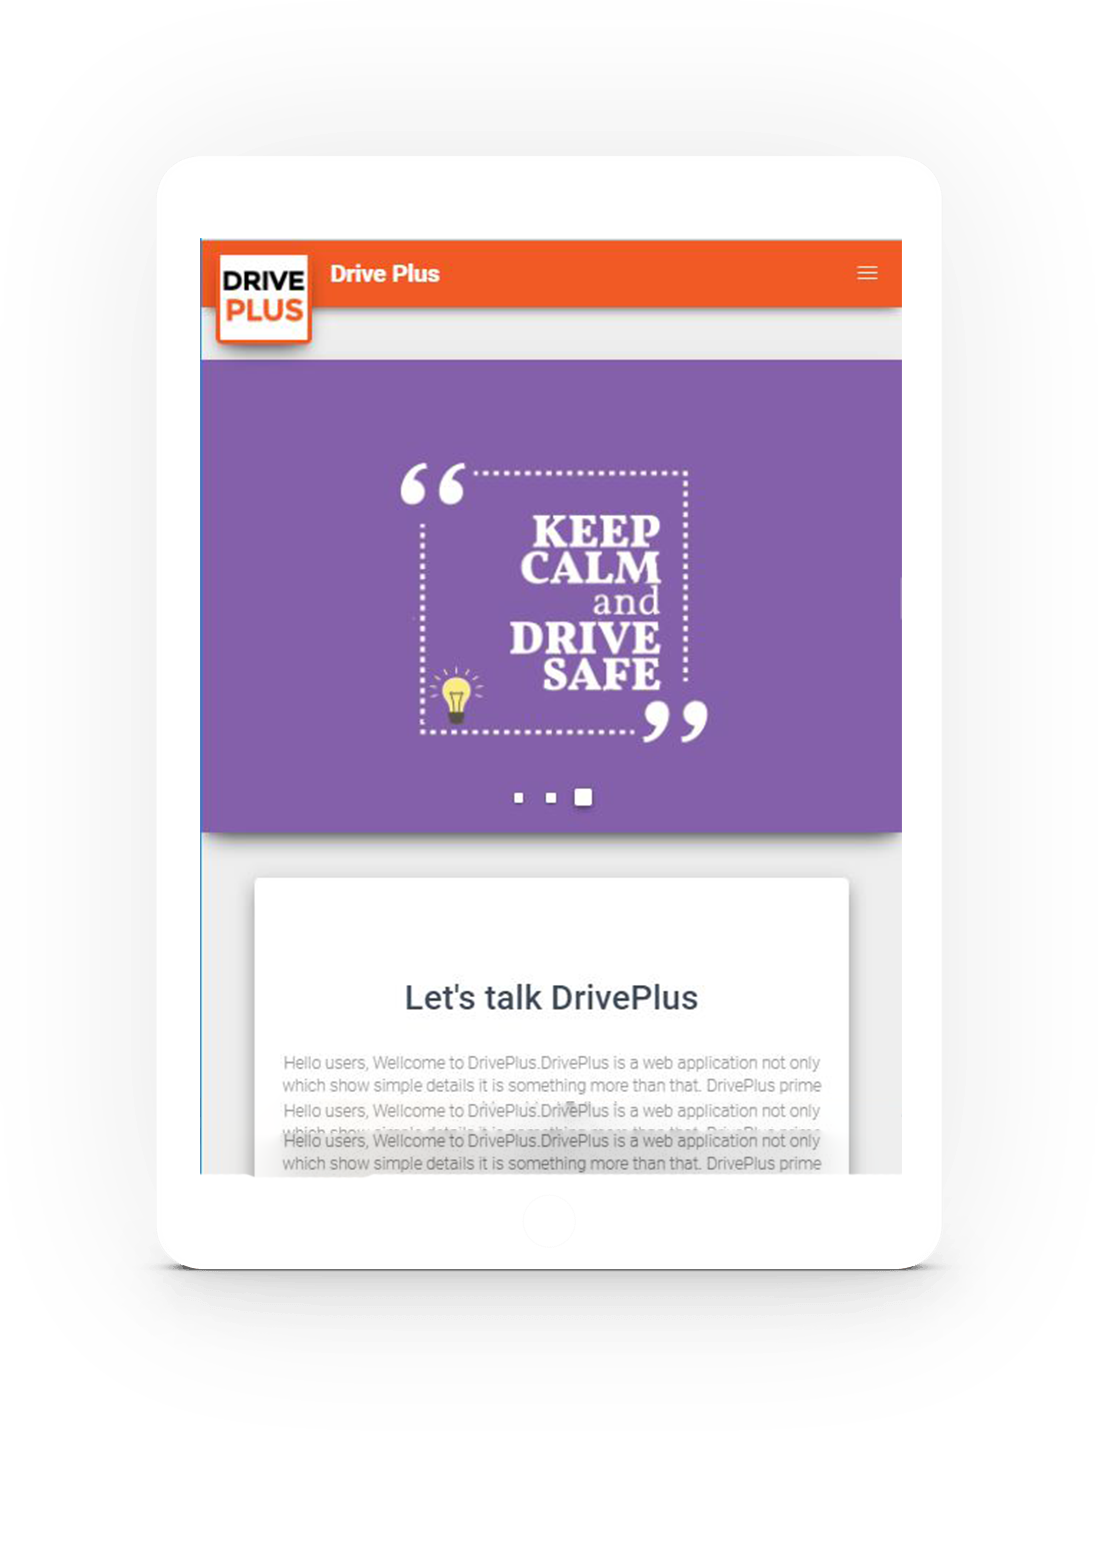 DRIVE
PLUS
Drive Plus
“
KEEP
CALM
and
DRIVE
SAFE
”
Let's talk DrivePlus
Hello users, Wellcome to DrivePlus.DrivePlus is a web application not only
which show simple details it is something more than that. DrivePlus prime
Hello users, Wellcome to DrivePlus.DrivePlus is a web application not only
Hello users, Wellcome to DrivePlus.DrivePlus is a web application not only
which show simple details it is something more than that. DrivePlus prime